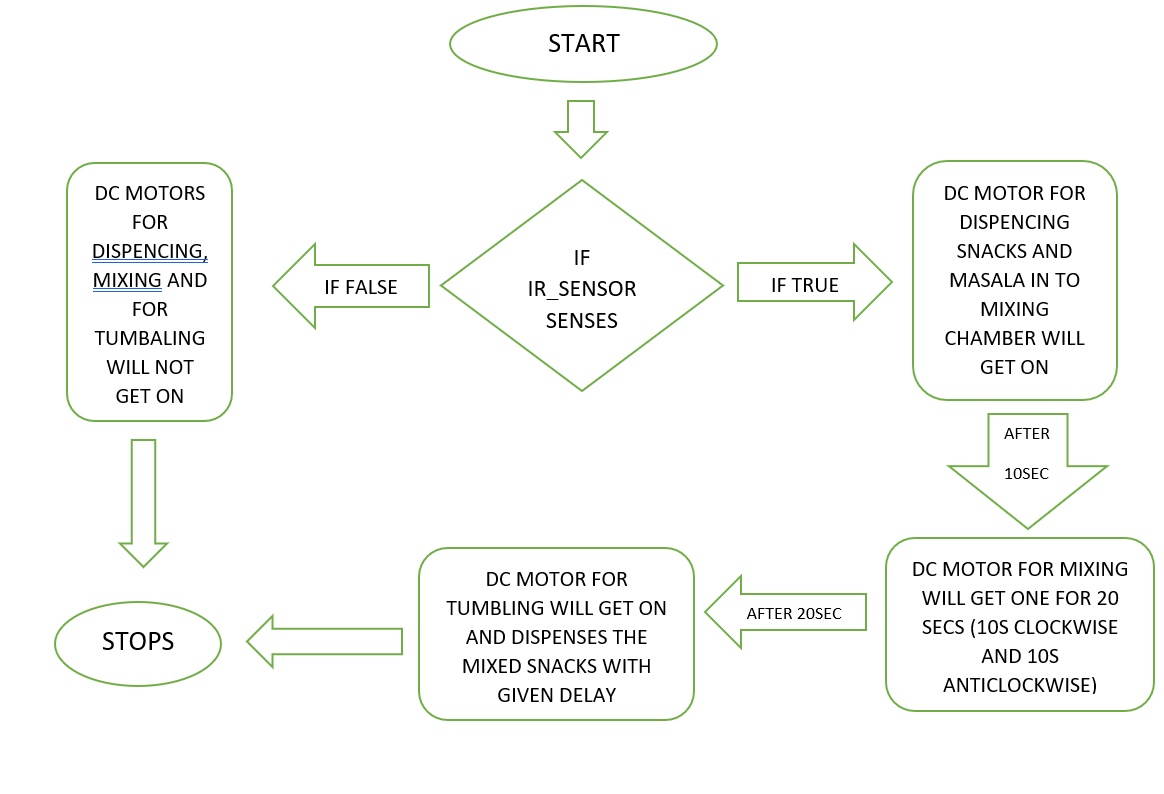 START
IF
IR_SENSOR
SENSES
IF FALSE
DC MOTORS
FOR
DISPENCING,
MIXING AND
FOR
TUMBALING
WILL NOT
GET ON
IF TRUE
DC MOTOR FOR
DISPENCING
SNACKS AND
MASALA IN TO
MIXING
CHAMBER WILL
GET ON
AFTER
10SEC
DC MOTOR FOR MIXING
WILL GET ONE FOR 20
SECS (10S CLOCKWISE
AND 10S
ANTICLOCKWISE)
AFTER 20SEC
DC MOTOR FOR
TUMBLING WILL GET ON
AND DISPENSES THE
MIXED SNACKS WITH
GIVEN DELAY
STOPS